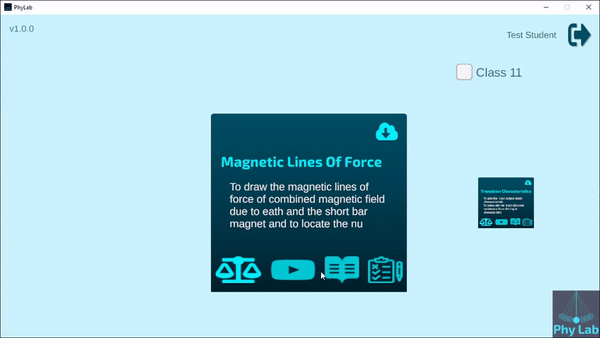 PhyLab
v1.0.0
Test Student
Class 11
Magnetic Lines Of Force
To draw the magnetic lines of
force of combined magnetic field
due to eath and the short bar
magnet and to locate the nu
Transistor Characteristics
Phy Lab